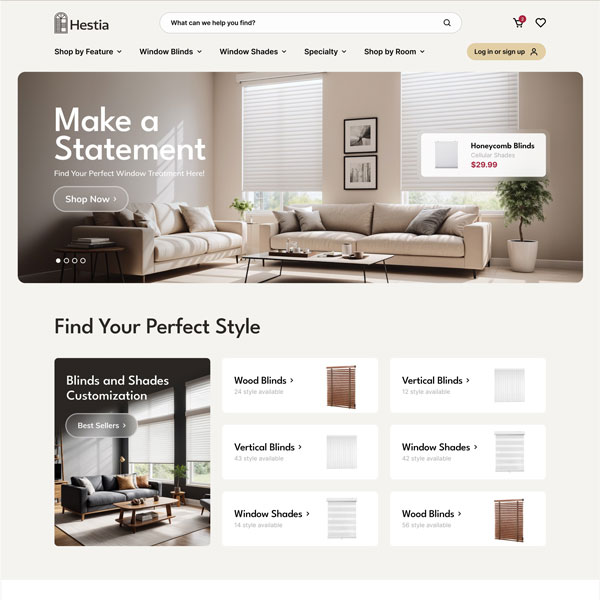 Hestia
What can we help you find?
2
Shop by Feature
Window Blinds
Window Shades
Specialty
Shop by Room
Log in or sign up
Make a
Statement
Find Your Perfect Window Treatment Here!
Shop Now
Honeycomb Blinds
Cellular Shades
$29.99
Find Your Perfect Style
Blinds and Shades
Customization
Best Sellers
Wood Blinds
24 style available
Vertical Blinds
12 style available
Vertical Blinds
43 style available
Window Shades
42 style available
Window Shades
14 style available
Wood Blinds
56 style available